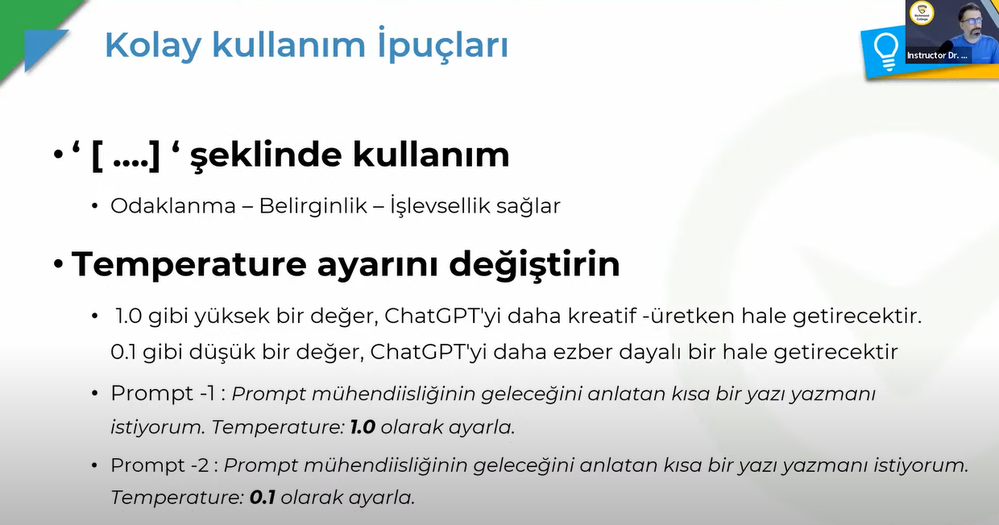 Kolay kullanım İpuçları
Richmond
College
Instructor Dr. ...
• ‘ [ ....] ‘ şeklinde kullanım
• Odaklanma – Belirginlik – İşlevsellik sağlar
• Temperature ayarını değiştirin
• 1.0 gibi yüksek bir değer, ChatGPT'yi daha kreatif -üretken hale getirecektir.
0.1 gibi düşük bir değer, ChatGPT'yi daha ezber dayalı bir hale getirecektir
• Prompt -1 : Prompt mühendiisliğinin geleceğini anlatan kısa bir yazı yazmanı
istiyorum. Temperature: 1.0 olarak ayarla.
• Prompt -2 : Prompt mühendiisliğinin geleceğini anlatan kısa bir yazı yazmanı istiyorum.
Temperature: 0.1 olarak ayarla.